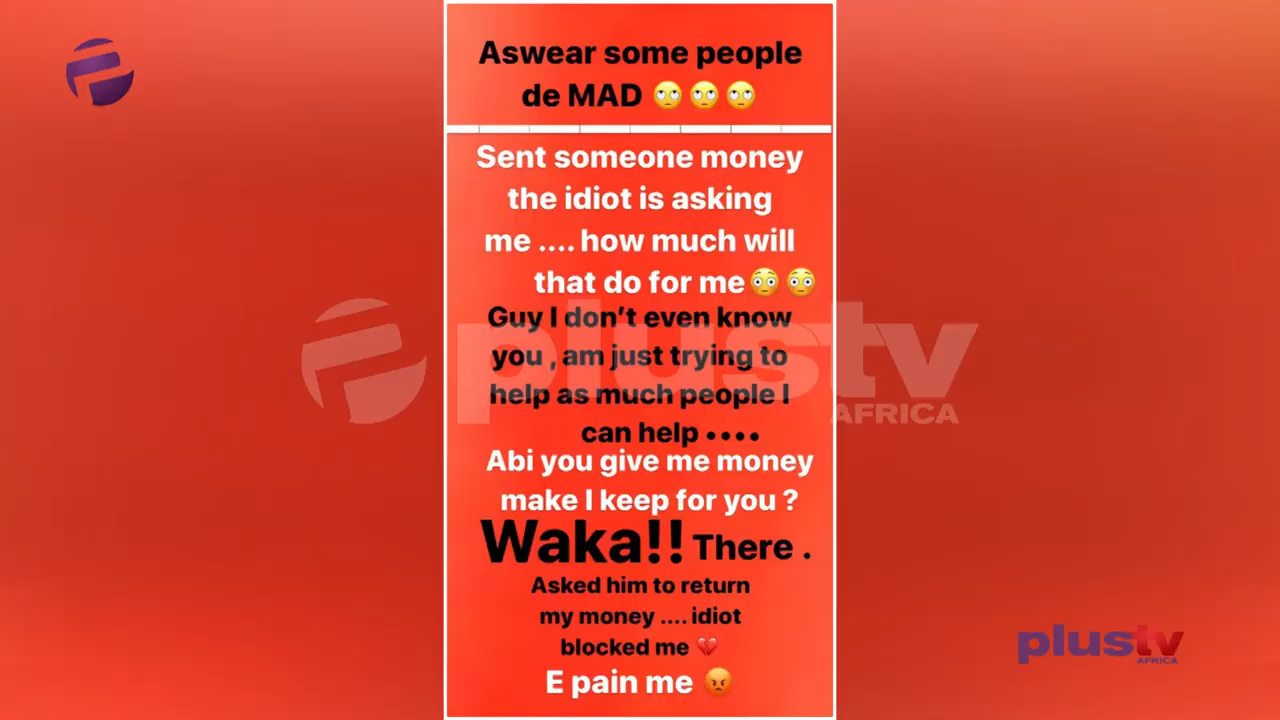 Aswear some people
de MAD 🙄🙄🙄
Sent someone money
the idiot is asking
me .... how much will
that do for me😳😳
Guy I don’t even know
you , am just trying to
help as much people I
can help ••••
Abi you give me money
make I keep for you ?
Waka!! There .
Asked him to return
my money .... idiot
blocked me 💔
E pain me 😡
plustv
AFRICA
plustv
AFRICA